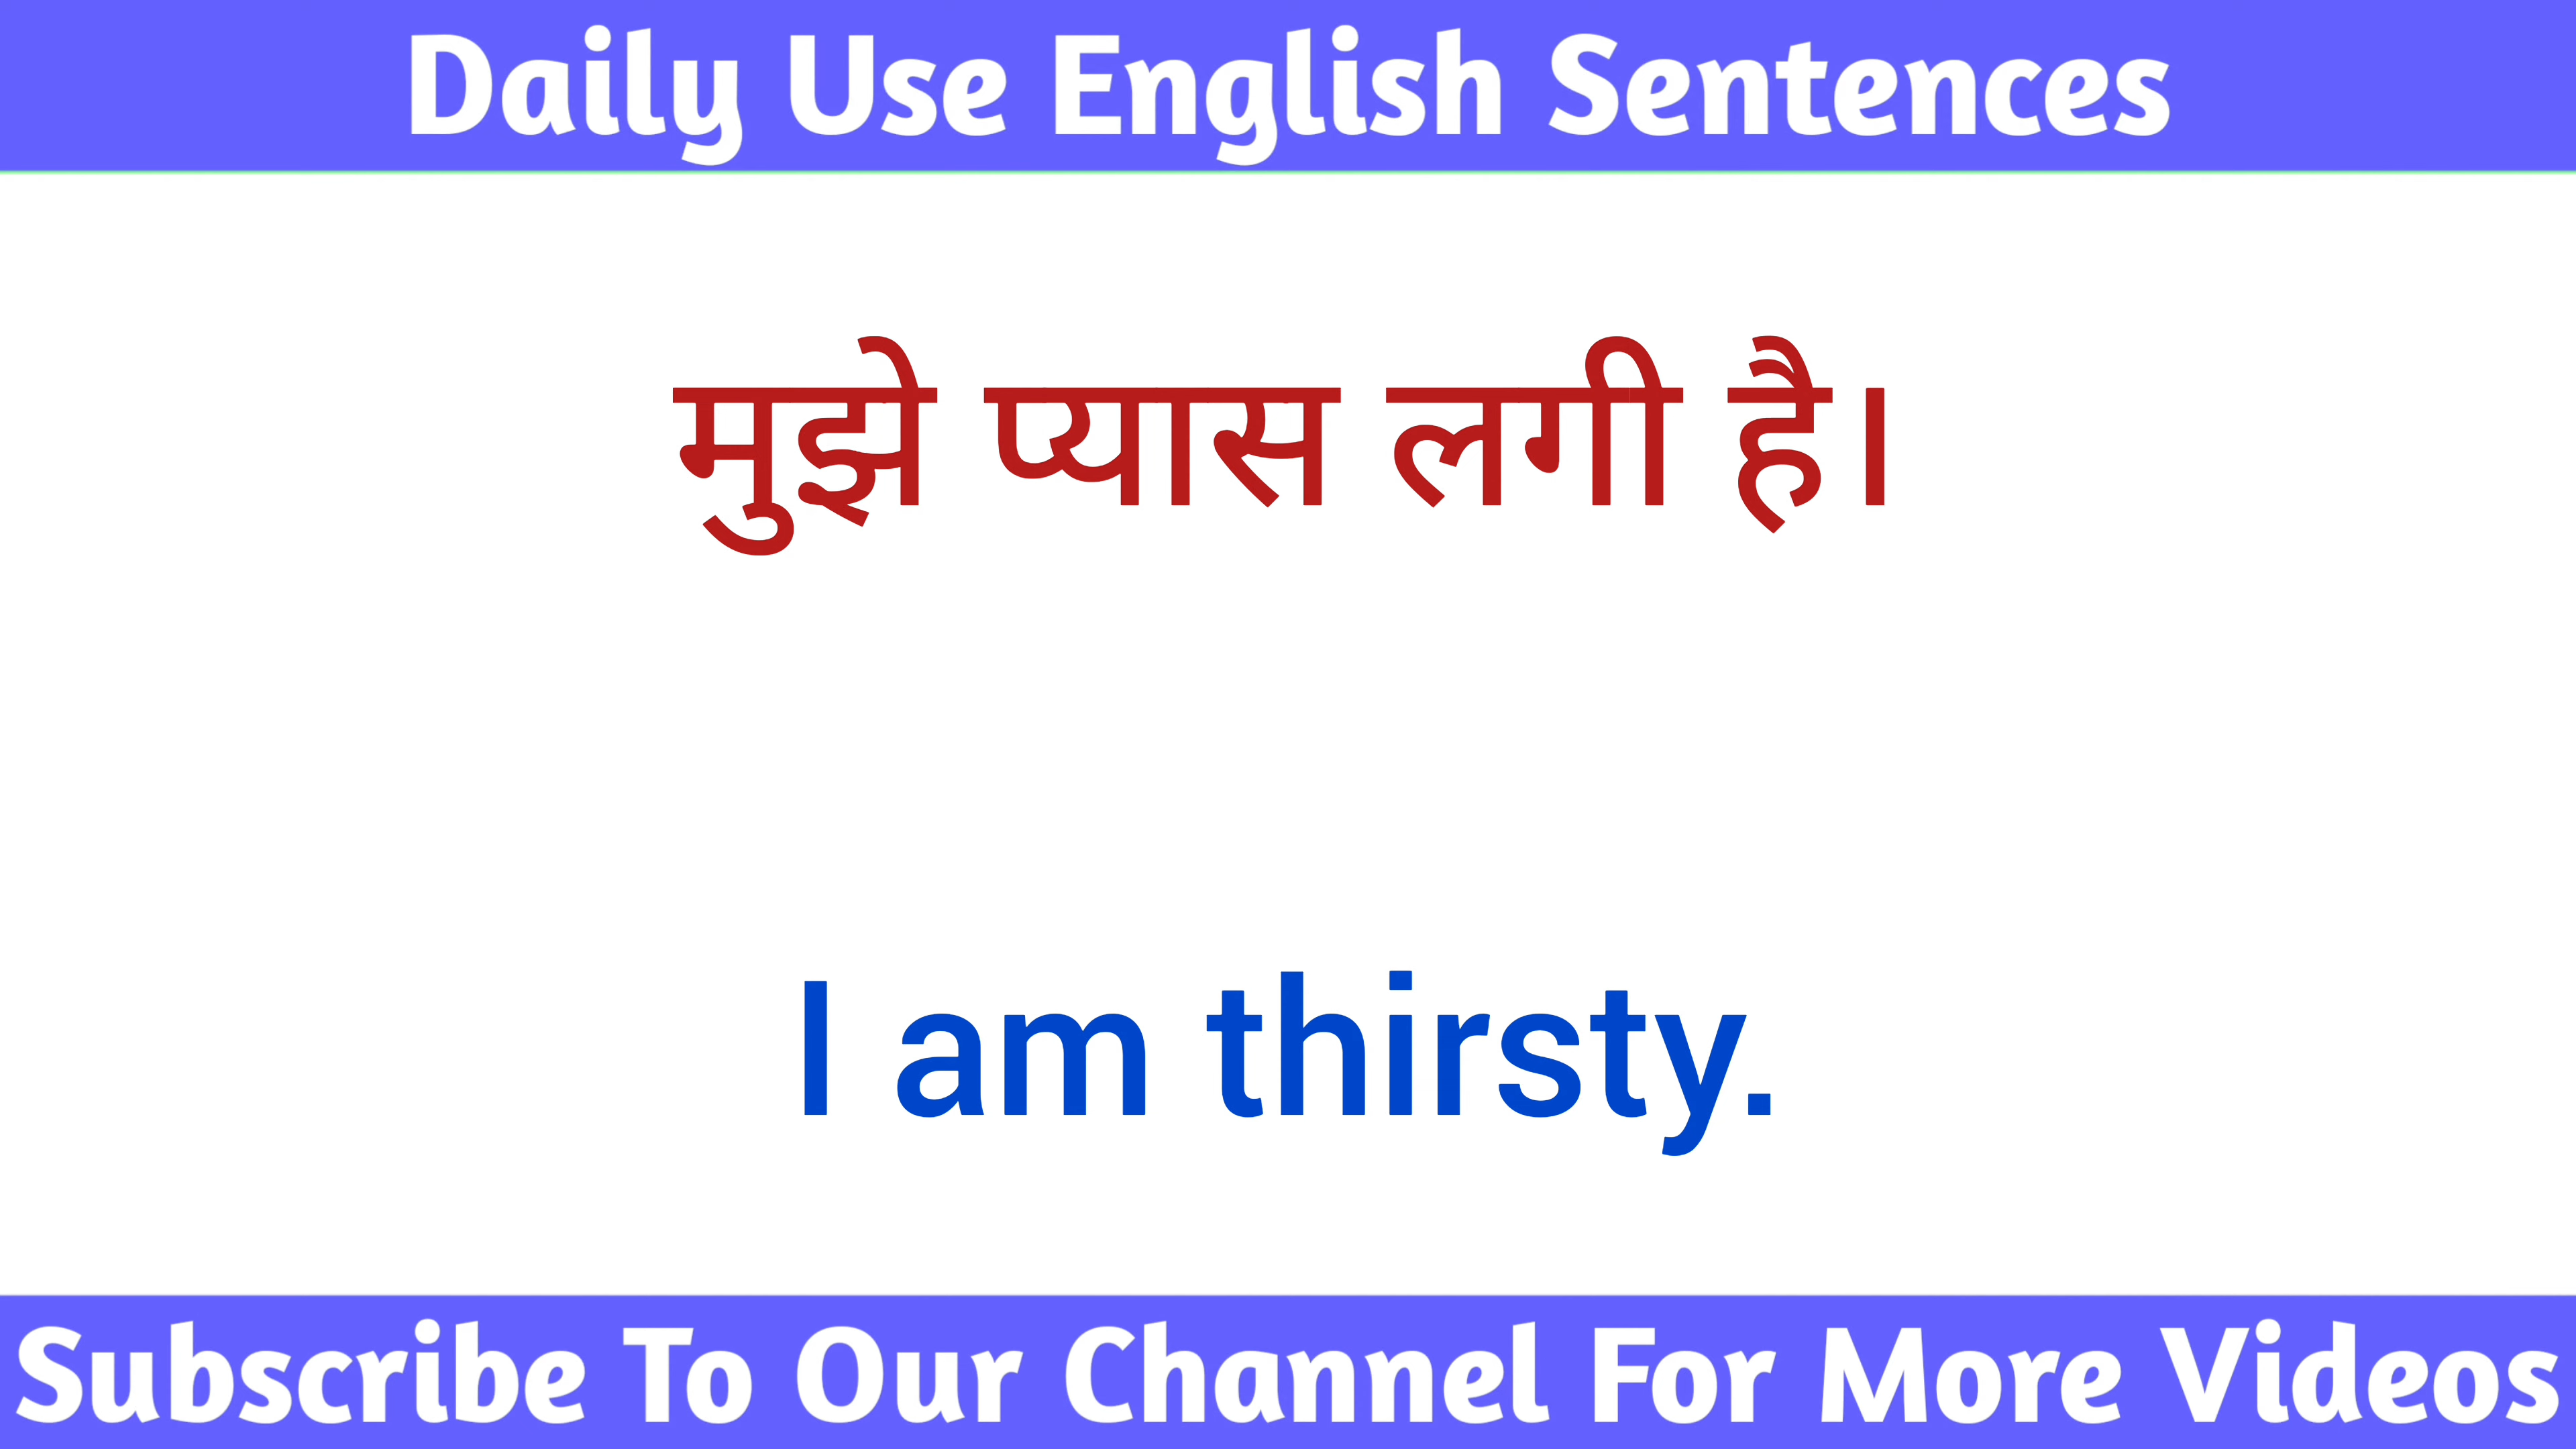 Daily Use English Sentences
मुझे प्यास लगी है।
I am thirsty.
Subscribe To Our Channel For More Videos